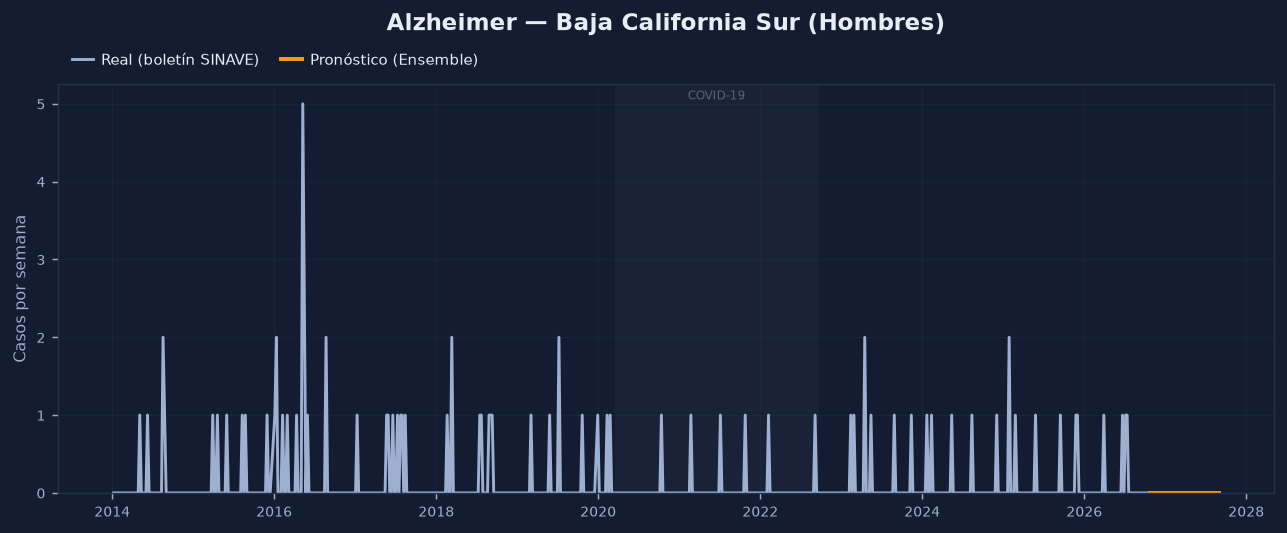 Alzheimer — Baja California Sur (Hombres)
Real (boletín SINAVE)
Pronóstico (Ensemble)
COVID-19
Casos por semana
5
4
3
2
1
0
2014
2016
2018
2020
2022
2024
2026
2028